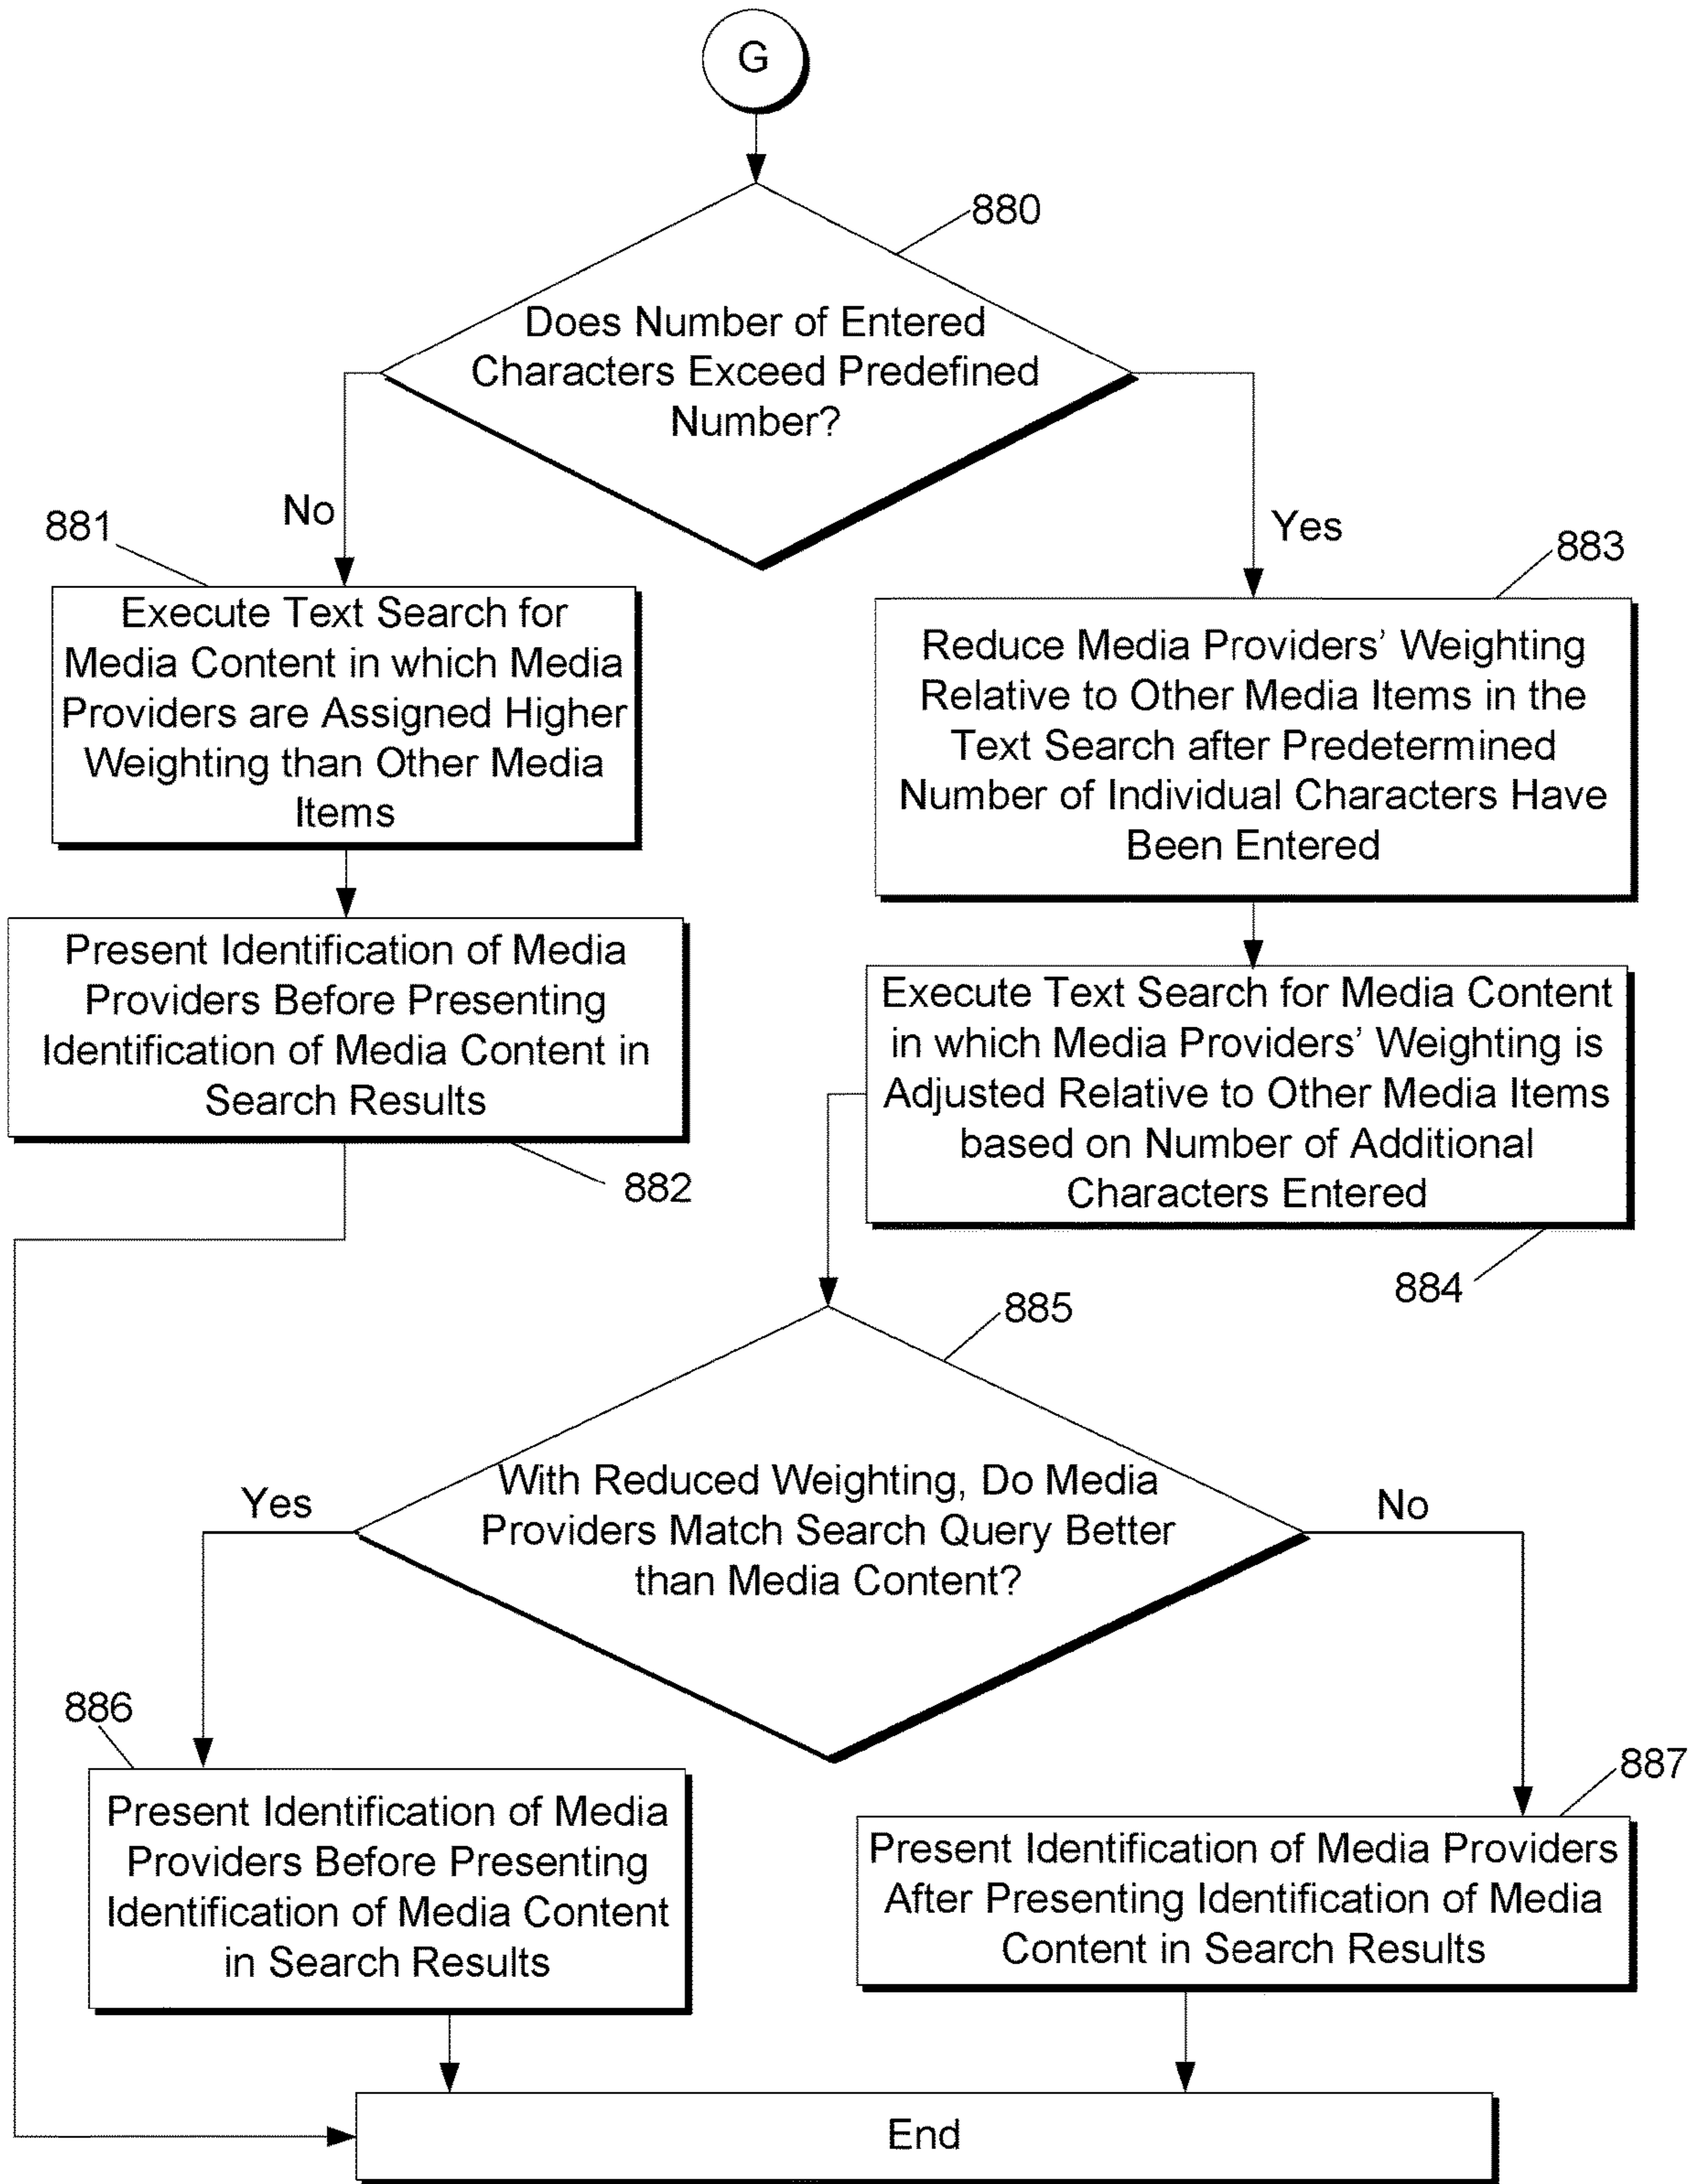 G
880
Does Number of Entered
Characters Exceed Predefined
Number?
No
Yes
881
883
Execute Text Search for
Media Content in which Media
Providers are Assigned Higher
Weighting than Other Media
Items
Reduce Media Providers’ Weighting
Relative to Other Media Items in the
Text Search after Predetermined
Number of Individual Characters Have
Been Entered
Present Identification of Media
Providers Before Presenting
Identification of Media Content in
Search Results
882
Execute Text Search for Media Content
in which Media Providers’ Weighting is
Adjusted Relative to Other Media Items
based on Number of Additional
Characters Entered
884
885
With Reduced Weighting, Do Media
Providers Match Search Query Better
than Media Content?
Yes
No
886
887
Present Identification of Media
Providers Before Presenting
Identification of Media Content
in Search Results
Present Identification of Media Providers
After Presenting Identification of Media
Content in Search Results
End